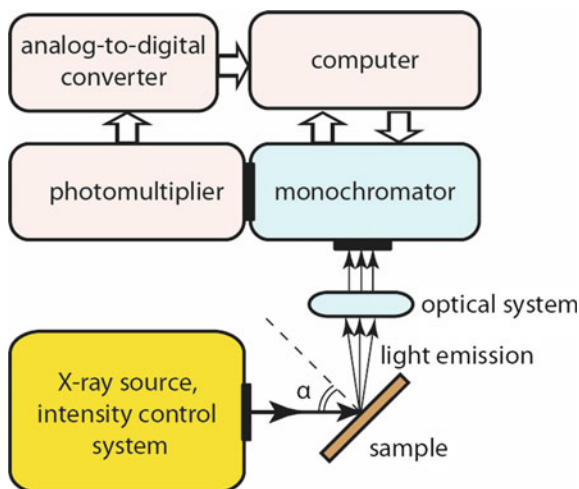 analog-to-digital
converter
computer
photomultiplier
monochromator
optical system
light emission
X-ray source,
intensity control
system
α
sample